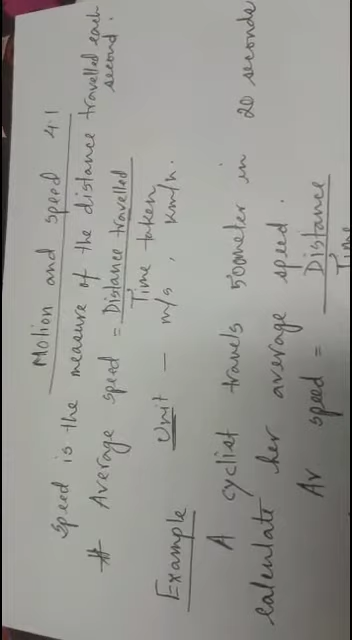 Motion and speed 4.1
Speed is the measure of the distance travelled each
second.
# Average speed = Distance travelled
Time taken
Unit — m/s, Km/h.
Example
A cyclist travels 500meter in 20 seconds
calculate her average speed.
Av speed = Distance
Time